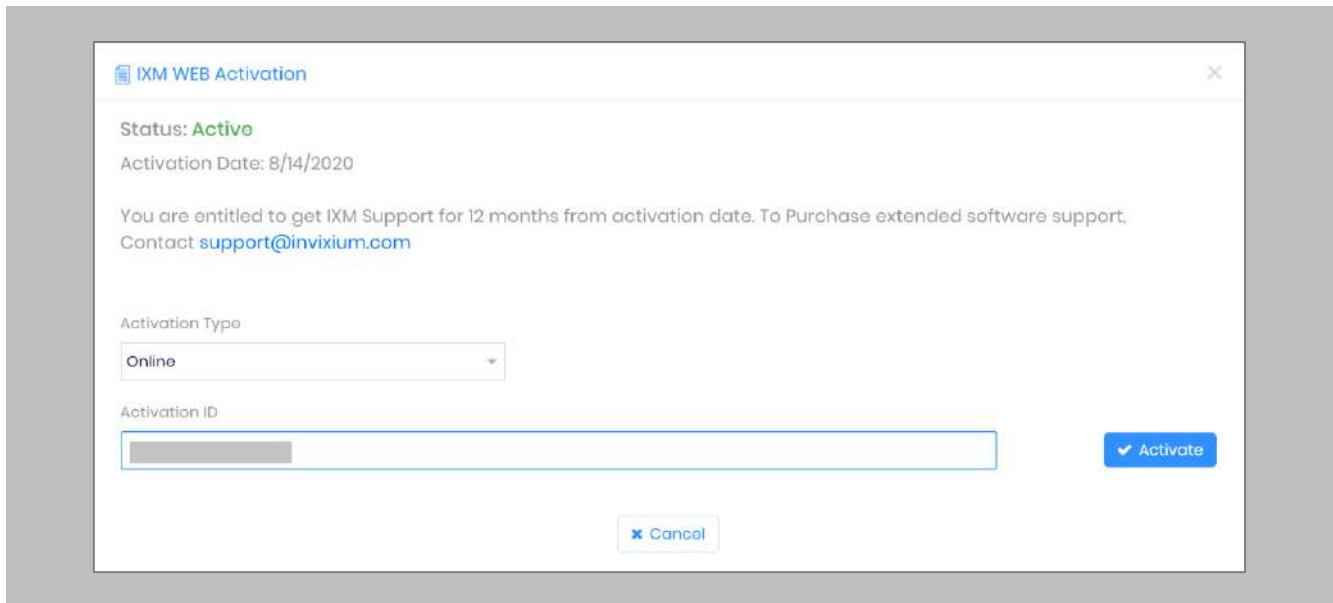 IXM WEB Activation
Status: Active
Activation Date: 8/14/2020
You are entitled to get IXM Support for 12 months from activation date. To Purchase extended software support,
Contact support@invixium.com
Activation Type
Online
Activation ID
Activate
Cancel